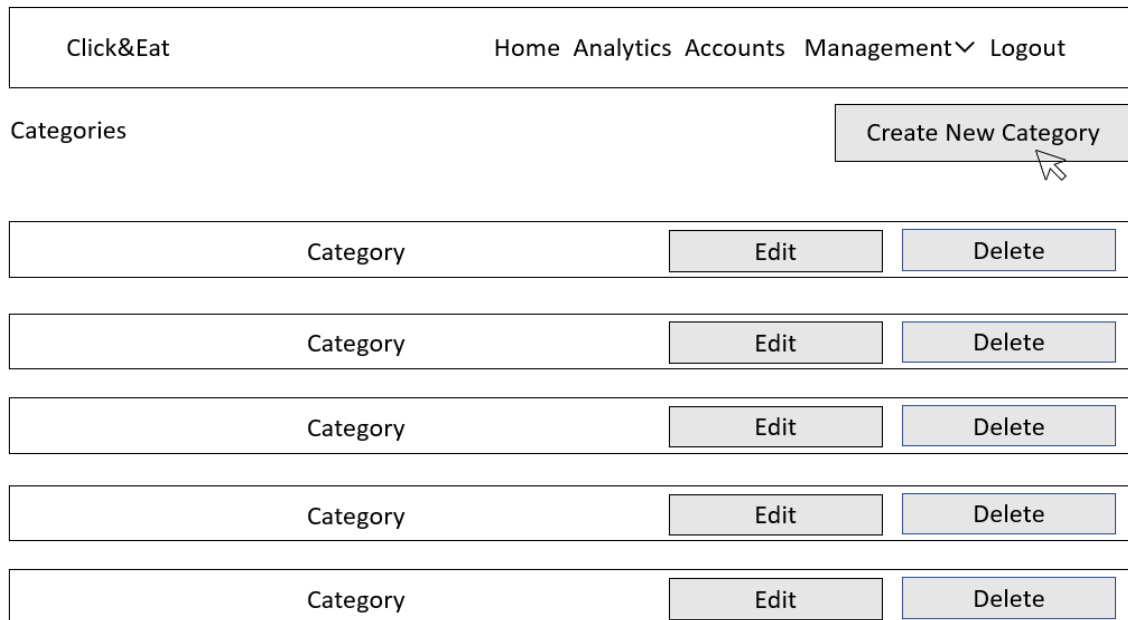 Click&Eat Home Analytics Accounts Management Logout
Categories Create New Category
Category Edit Delete
Category Edit Delete
Category Edit Delete
Category Edit Delete
Category Edit Delete